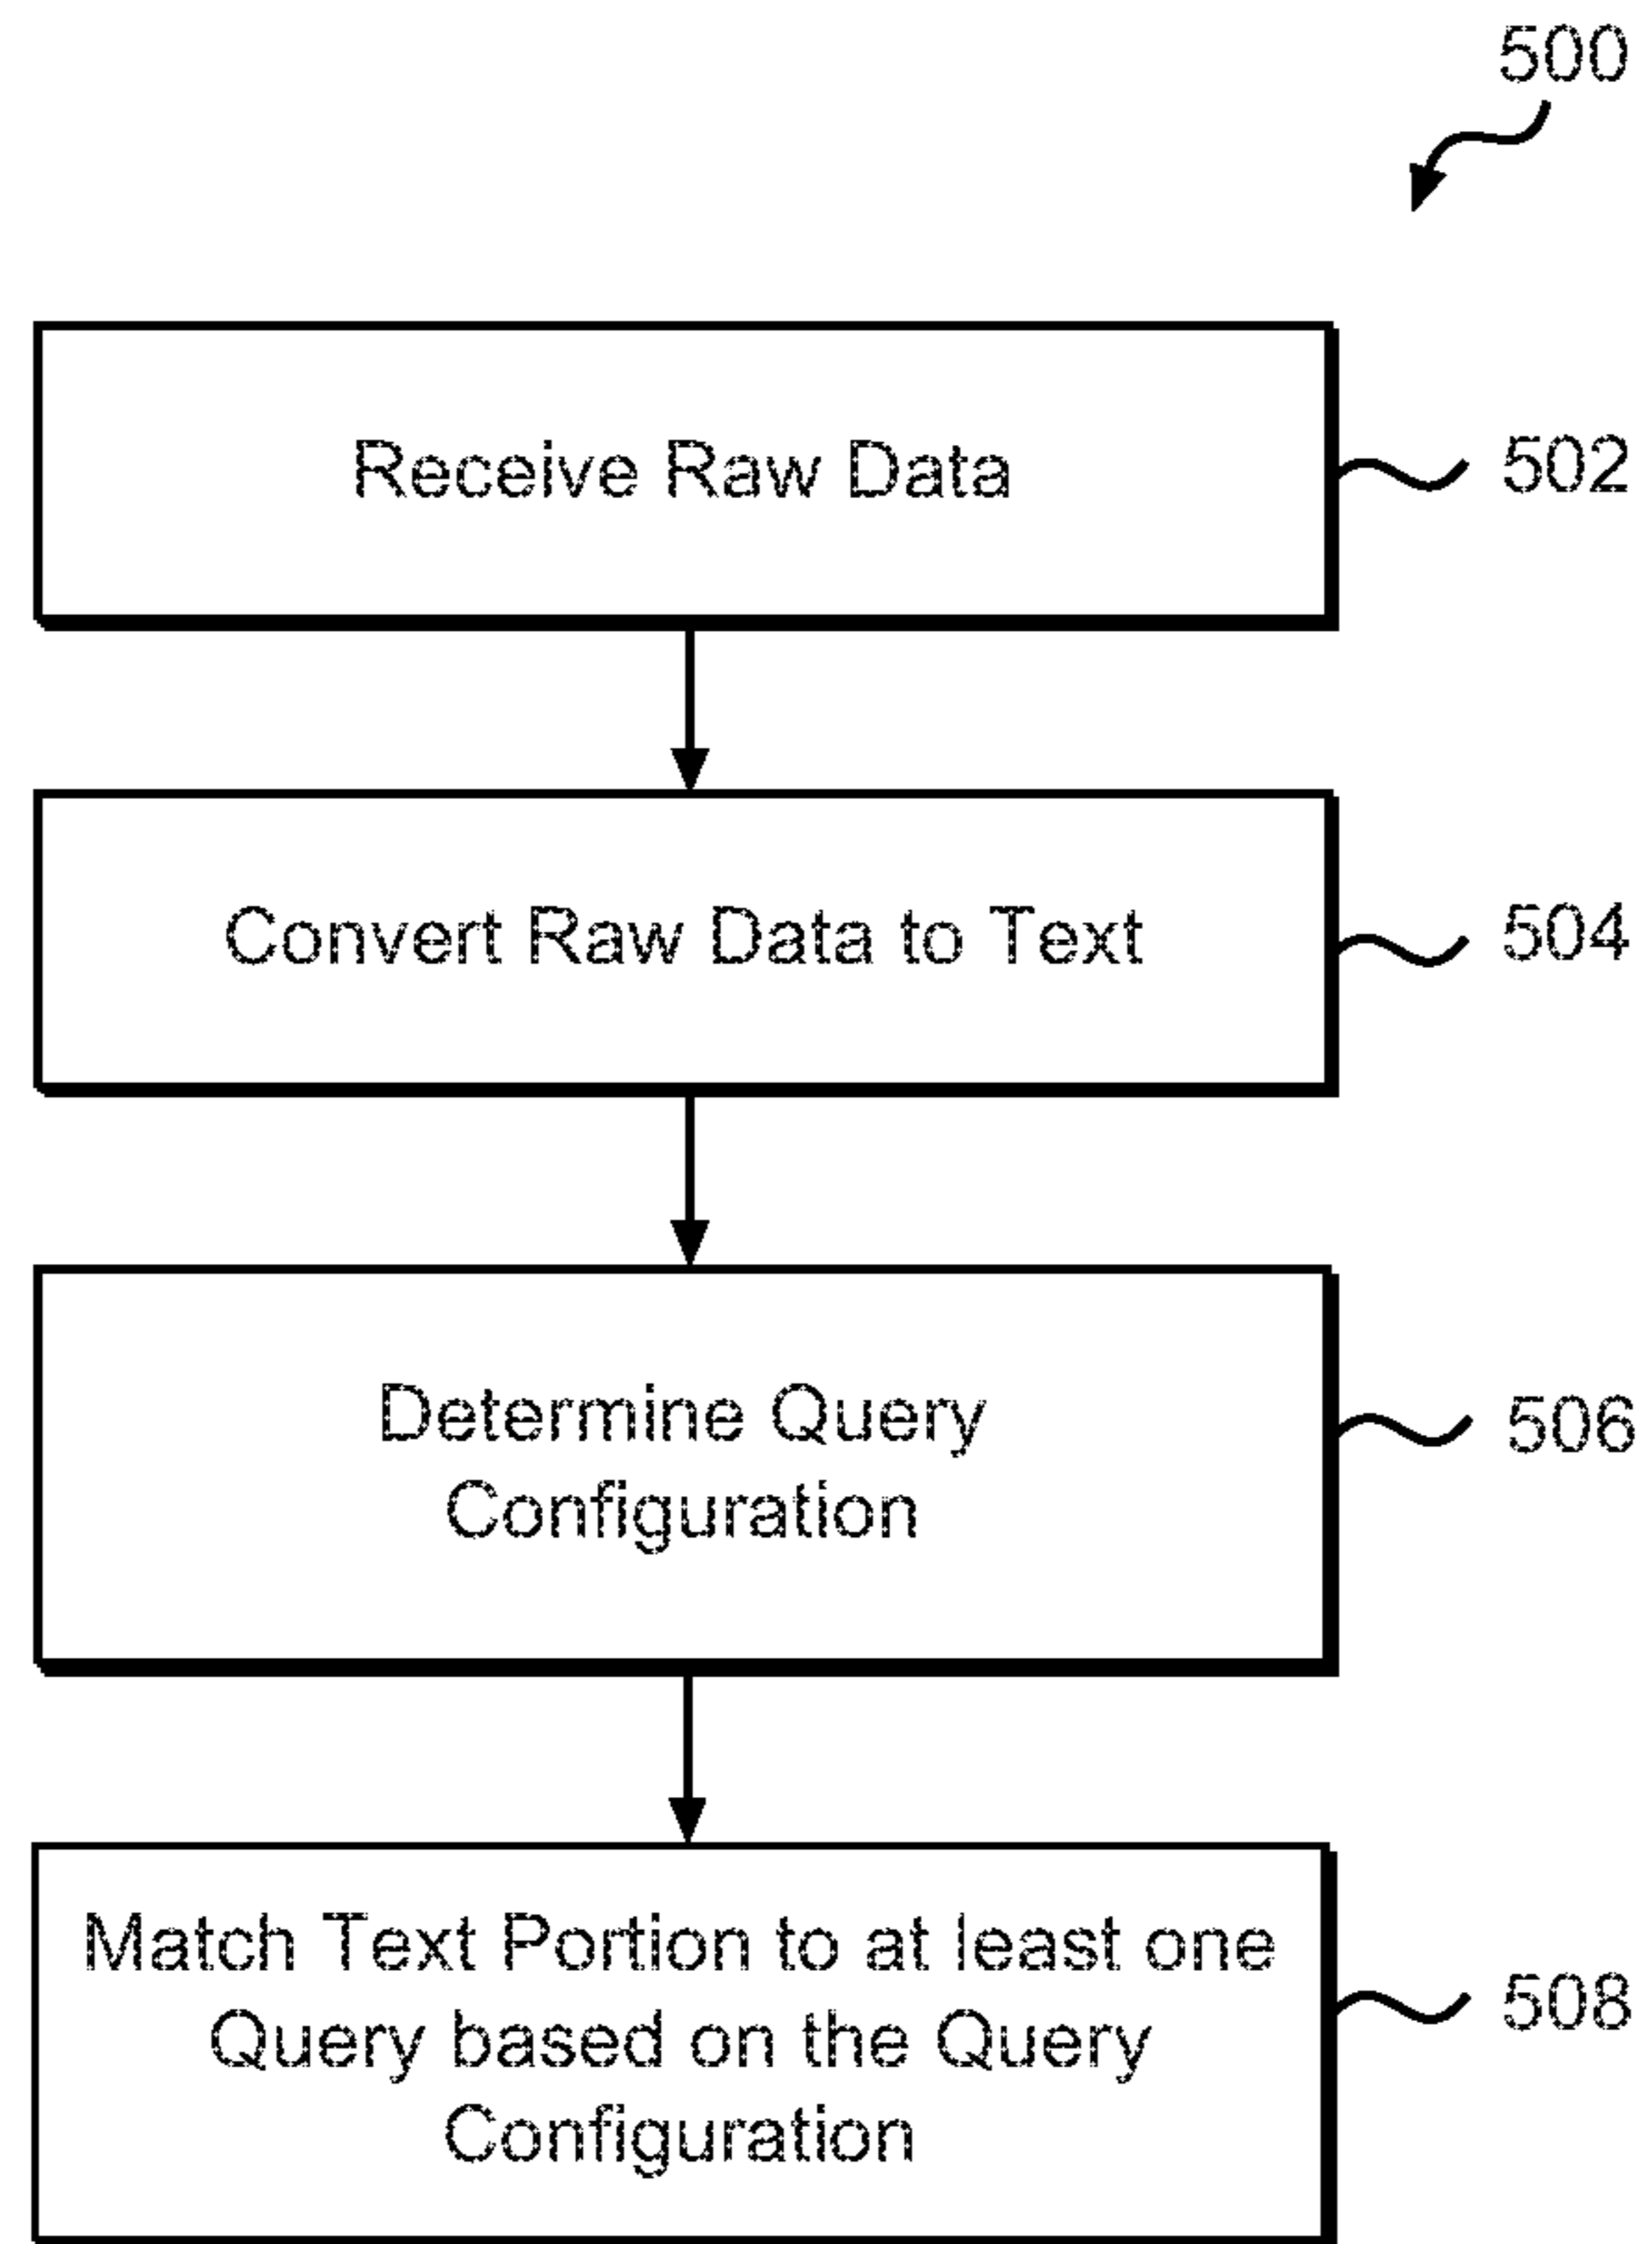 500
Receive Raw Data
502
Convert Raw Data to Text
504
Determine Query
Configuration
506
Match Text Portion to at least one
Query based on the Query
Configuration
508